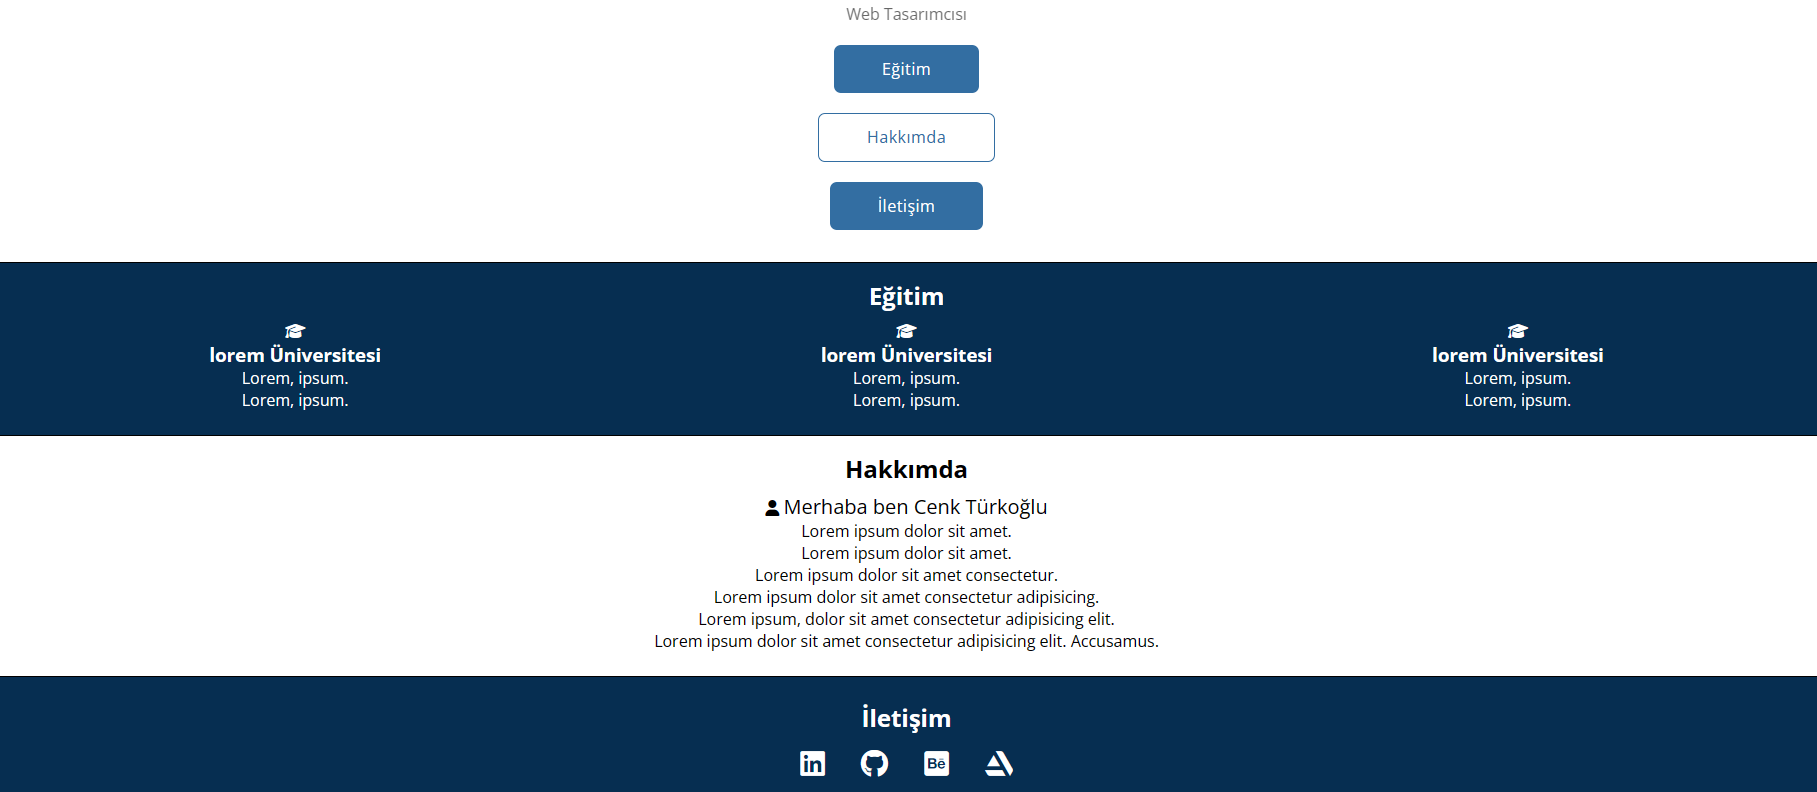 Web Tasarımcısı
Eğitim
Hakkımda
İletişim
Eğitim
lorem Üniversitesi
Lorem, ipsum.
Lorem, ipsum.
lorem Üniversitesi
Lorem, ipsum.
Lorem, ipsum.
lorem Üniversitesi
Lorem, ipsum.
Lorem, ipsum.
Hakkımda
Merhaba ben Cenk Türkoğlu
Lorem ipsum dolor sit amet.
Lorem ipsum dolor sit amet.
Lorem ipsum dolor sit amet consectetur.
Lorem ipsum dolor sit amet consectetur adipisicing.
Lorem ipsum, dolor sit amet consectetur adipisicing elit.
Lorem ipsum dolor sit amet consectetur adipisicing elit. Accusamus.
İletişim
in
Bē